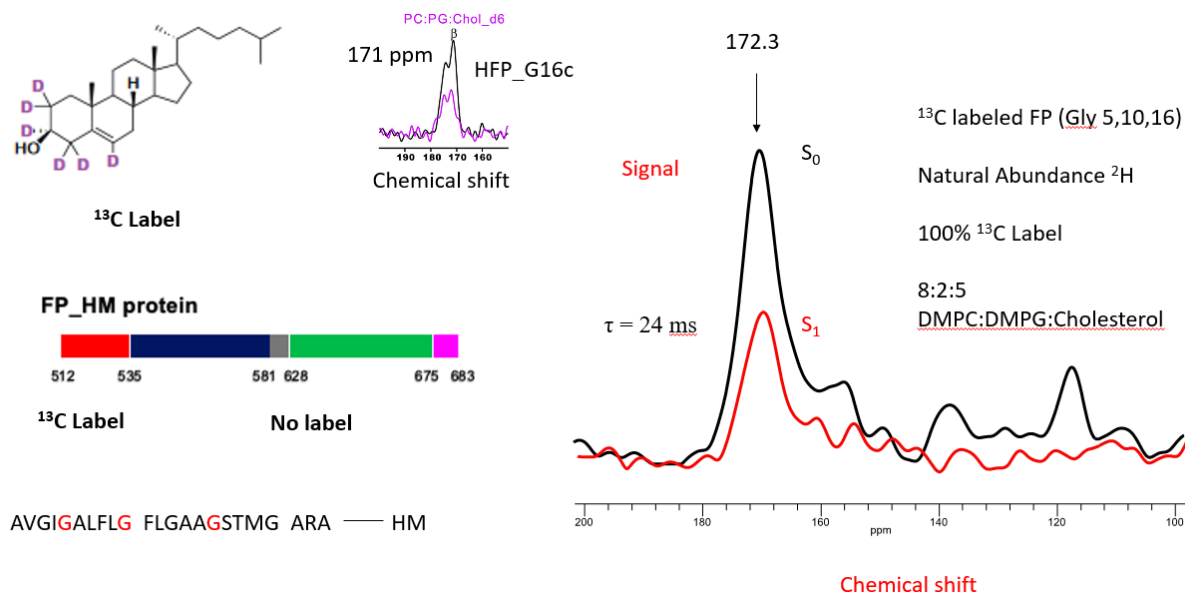 D
D
D
HO
D
D
D
H
13C Label
PC:PG:Chol_d6
β
171 ppm
HFP_G16c
190 180 170 160
Chemical shift
FP_HM protein
512 535 581 628 675 683
13C Label
No label
AVGIGALFLG FLGAAGSTMG ARA —— HM
172.3
Signal
S0
τ = 24 ms
S1
13C labeled FP (Gly 5,10,16)
Natural Abundance 2H
100% 13C Label
8:2:5
DMPC:DMPG:Cholesterol
200 180 160 140 120 100
ppm
Chemical shift